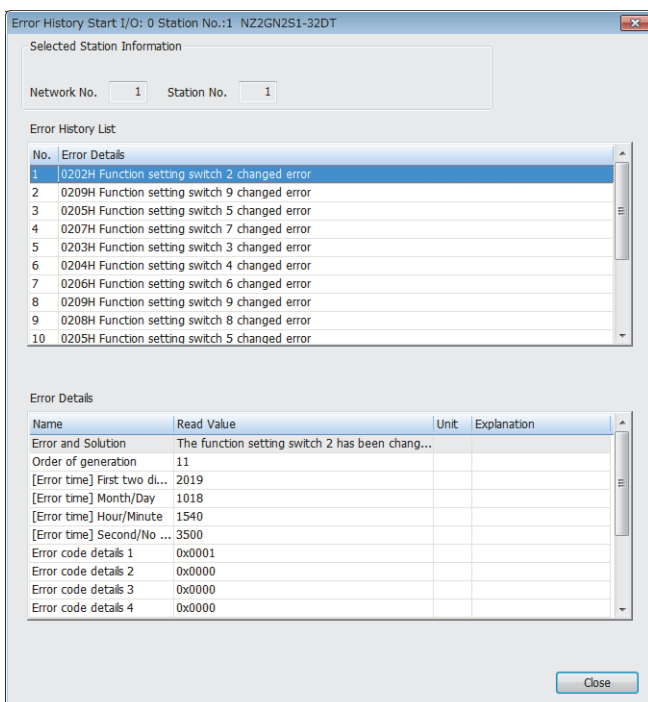 Error History Start I/O: 0 Station No.:1 NZ2GN2S1-32DT
Selected Station Information
Network No. 1 Station No. 1
Error History List
No. Error Details
1 0202H Function setting switch 2 changed error
2 0209H Function setting switch 9 changed error
3 0205H Function setting switch 5 changed error
4 0207H Function setting switch 7 changed error
5 0203H Function setting switch 3 changed error
6 0204H Function setting switch 4 changed error
7 0206H Function setting switch 6 changed error
8 0209H Function setting switch 9 changed error
9 0208H Function setting switch 8 changed error
10 0205H Function setting switch 5 changed error
Error Details
Name Read Value Unit Explanation
Error and Solution The function setting switch 2 has been chang...
Order of generation 11
[Error time] First two di... 2019
[Error time] Month/Day 1018
[Error time] Hour/Minute 1540
[Error time] Second/No ... 3500
Error code details 1 0x0001
Error code details 2 0x0000
Error code details 3 0x0000
Error code details 4 0x0000
Close